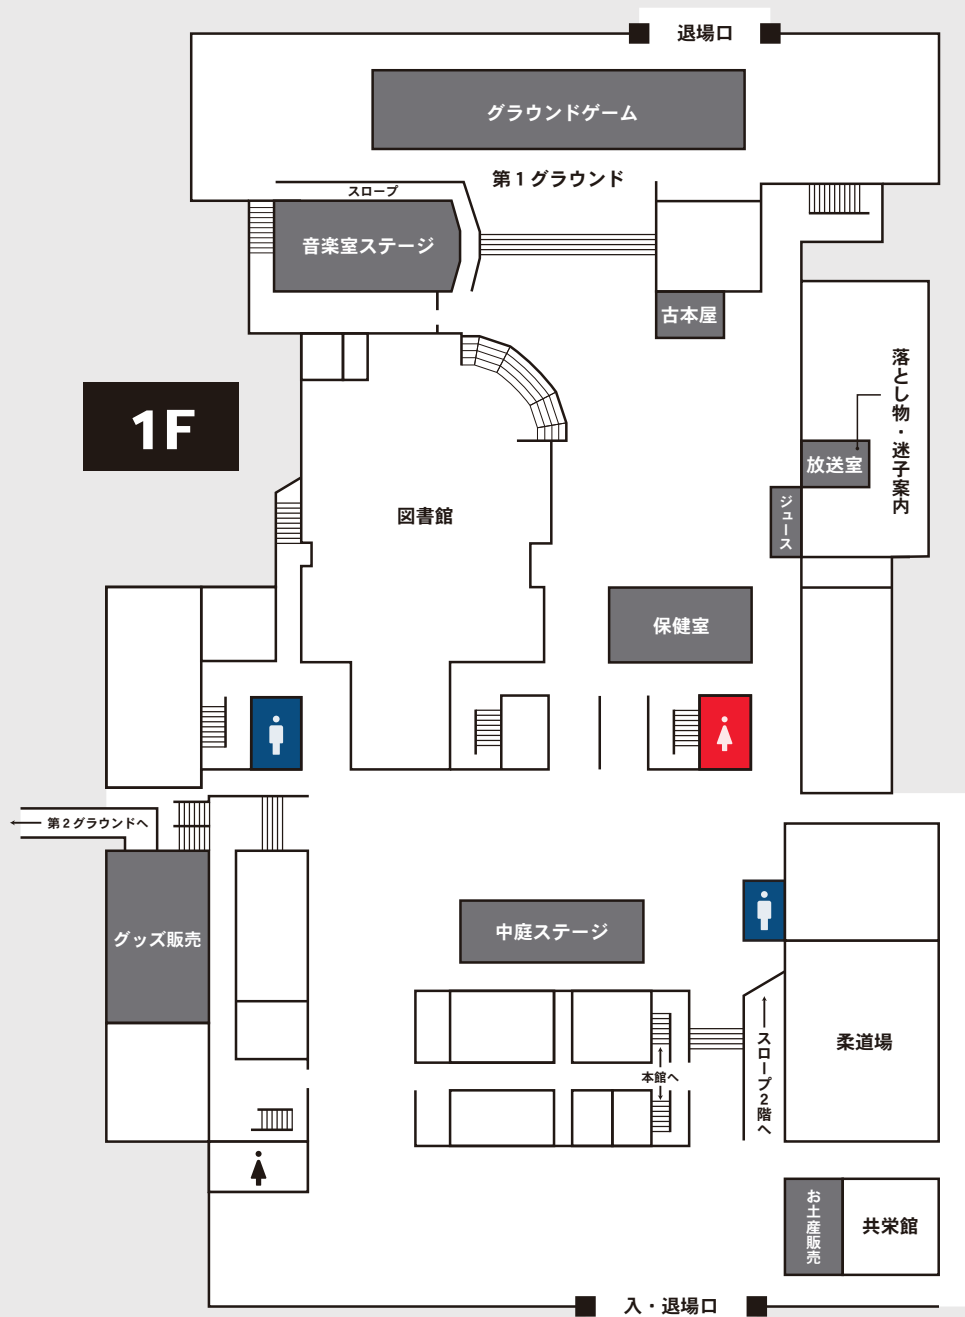 退場口
グラウンドゲーム
第1グラウンド
スロープ
音楽室ステージ
古本屋
落とし物・迷子案内
1F
放送室
ジュース
図書館
保健室
第2グラウンドへ
グッズ販売
中庭ステージ
柔道場
スロープ2階へ
本館へ
お土産販売
共栄館
入・退場口